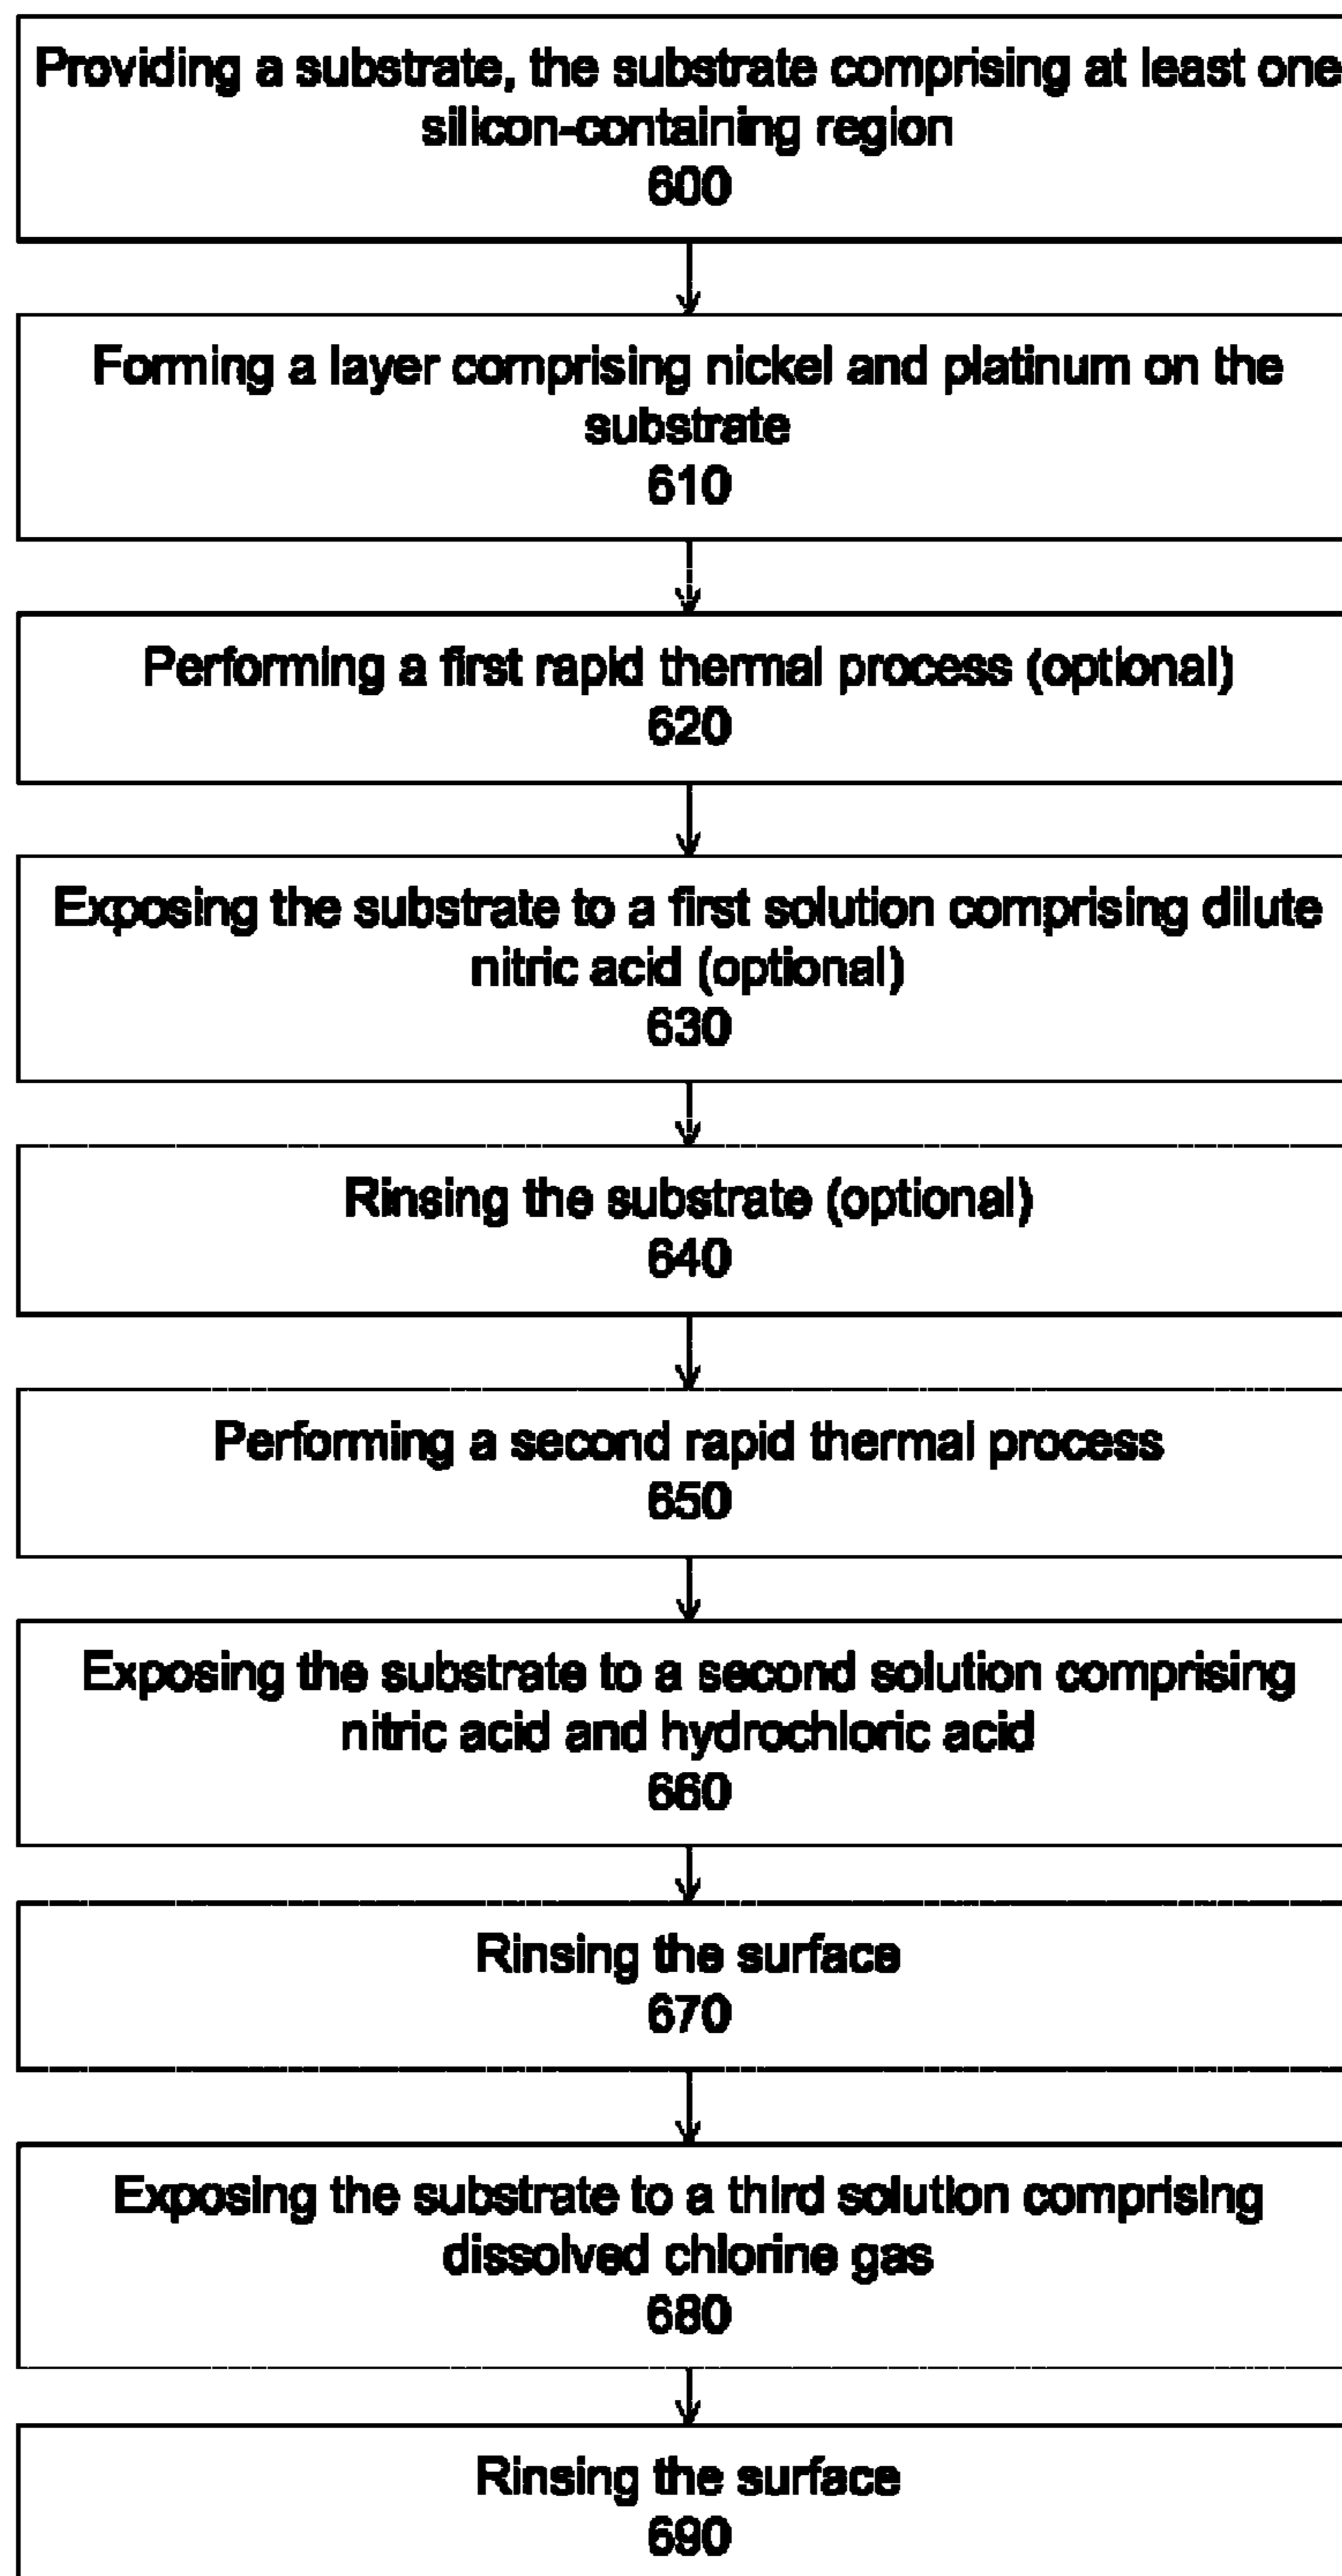 Providing a substrate, the substrate comprising at least one
silicon-containing region
600
Forming a layer comprising nickel and platinum on the
substrate
610
Performing a first rapid thermal process (optional)
620
Exposing the substrate to a first solution comprising dilute
nitric acid (optional)
630
Rinsing the substrate (optional)
640
Performing a second rapid thermal process
650
Exposing the substrate to a second solution comprising
nitric acid and hydrochloric acid
660
Rinsing the surface
670
Exposing the substrate to a third solution comprising
dissolved chlorine gas
680
Rinsing the surface
690